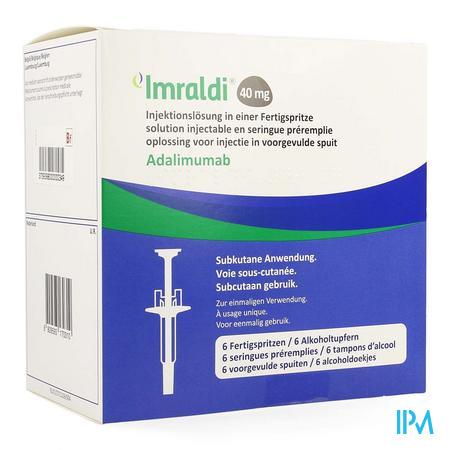 Imraldi® 40 mg
Injektionslösung in einer Fertigspritze
solution injectable en seringue préremplie
oplossing voor injectie in voorgevulde spuit
Adalimumab
Subkutane Anwendung.
Voie sous-cutanée.
Subcutaan gebruik.
Zur einmaligen Verwendung.
À usage unique.
Voor eenmalig gebruik.
6 Fertigspritzen / 6 Alkoholtupfern
6 seringues préremplies / 6 tampons d'alcool
6 voorgevulde spuiten / 6 alcoholdoekjes
IPM